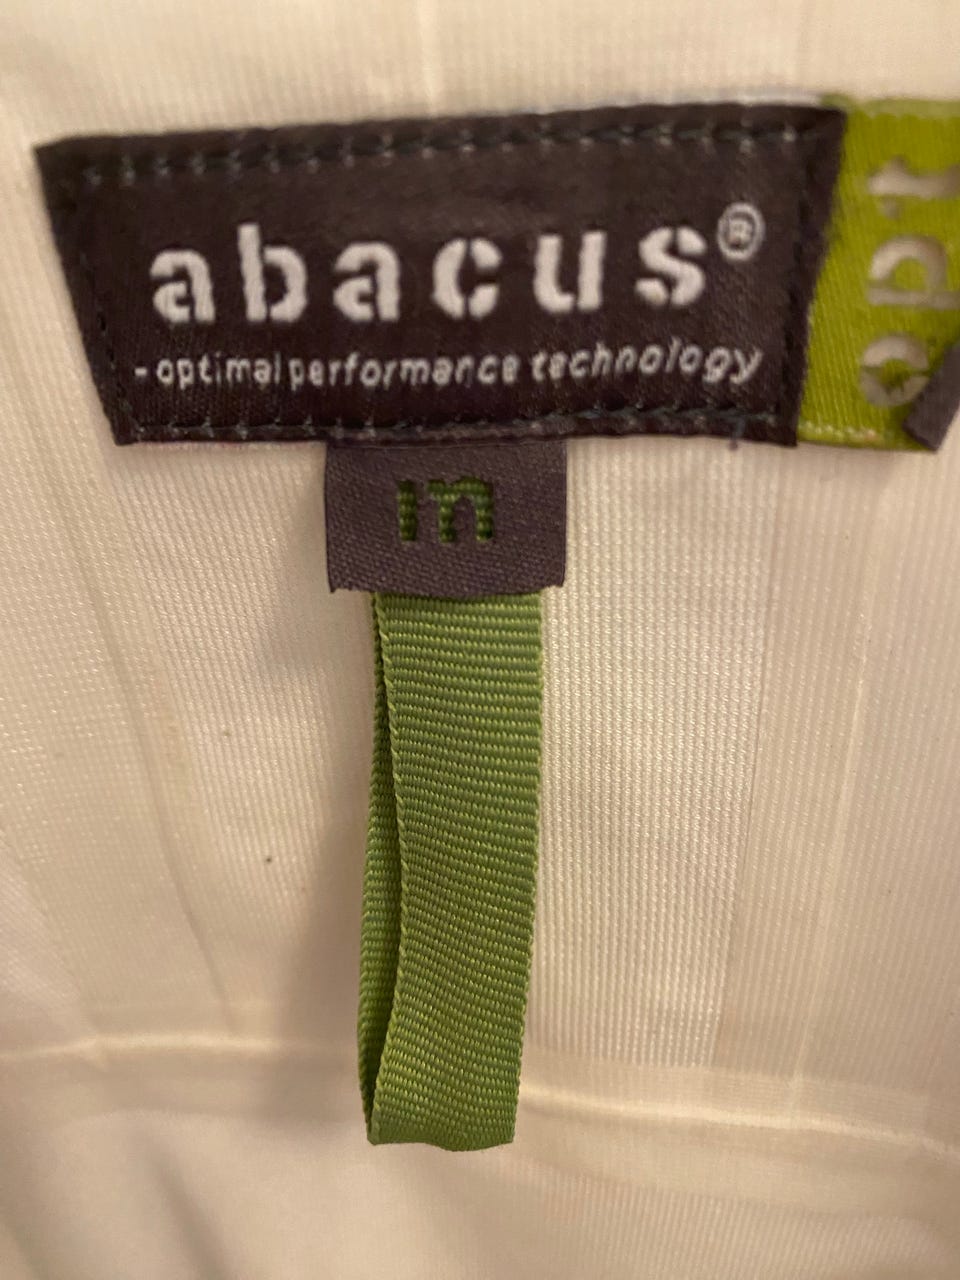 abacus®
-optimal performance technology
opt
m